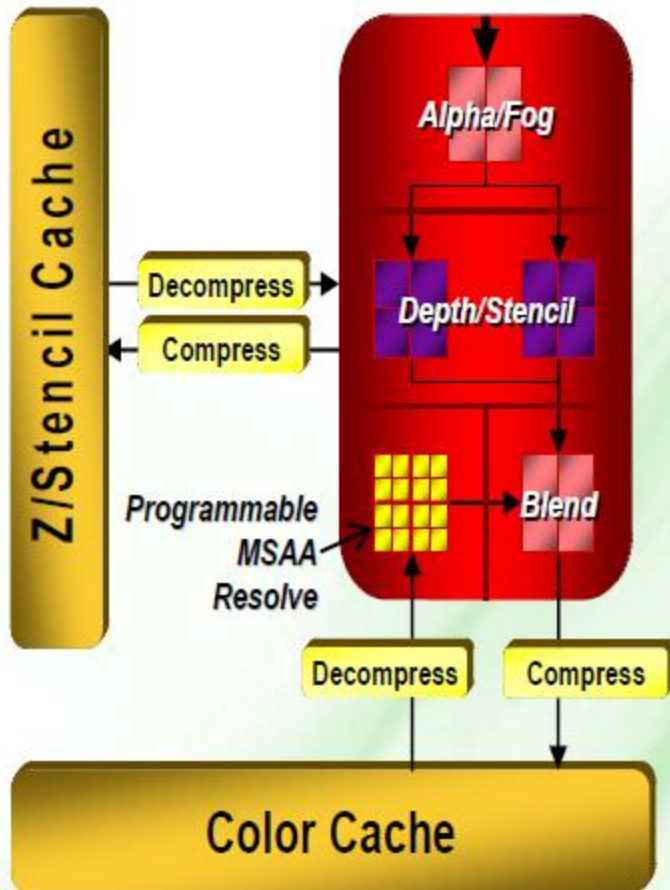 Alpha/Fog
Z/Stencil Cache
Decompress
Compress
Depth/Stencil
Programmable
MSAA
Resolve
Blend
Decompress
Compress
Color Cache